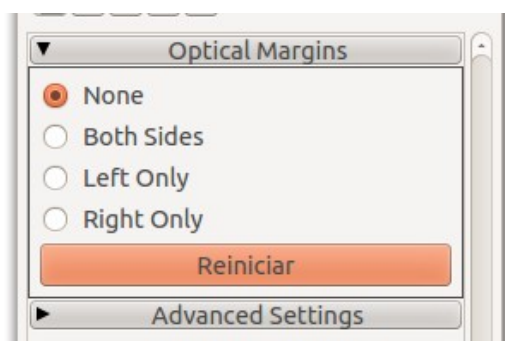 Optical Margins
None
Both Sides
Left Only
Right Only
Reiniciar
Advanced Settings